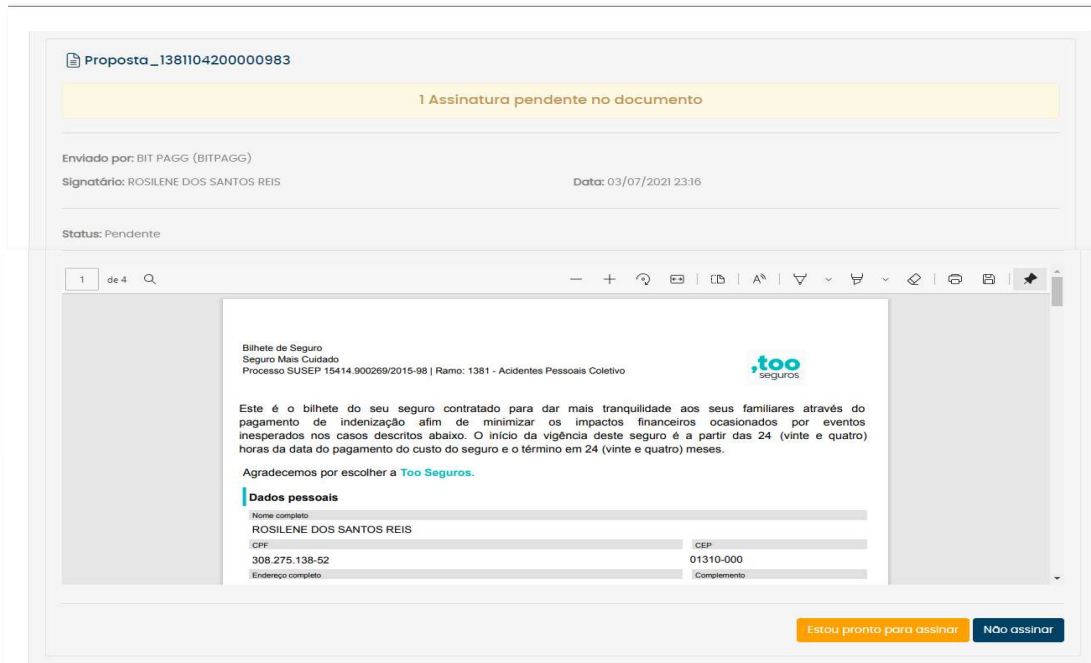 Proposta_1381104200000983
1 Assinatura pendente no documento
Enviado por: BIT PAGG (BITPAGG)
Signatário: ROSILENE DOS SANTOS REIS
Data: 03/07/2021 23:16
Status: Pendente
1 de 4
Bilhete de Seguro
Seguro Mais Cuidado
Processo SUSEP 15414.900269/2015-98 | Ramo: 1381 - Acidentes Pessoais Coletivo
,too
seguros
Este é o bilhete do seu seguro contratado para dar mais tranquilidade aos seus familiares através do
pagamento de indenização afim de minimizar os impactos financeiros ocasionados por eventos
inesperados nos casos descritos abaixo. O início da vigência deste seguro é a partir das 24 (vinte e quatro)
horas da data do pagamento do custo do seguro e o término em 24 (vinte e quatro) meses.
Agradecemos por escolher a Too Seguros.
Dados pessoais
Nome completo
ROSILENE DOS SANTOS REIS
CPF
CEP
308.275.138-52
01310-000
Endereço completo
Complemento
Estou pronto para assinar
Não assinar